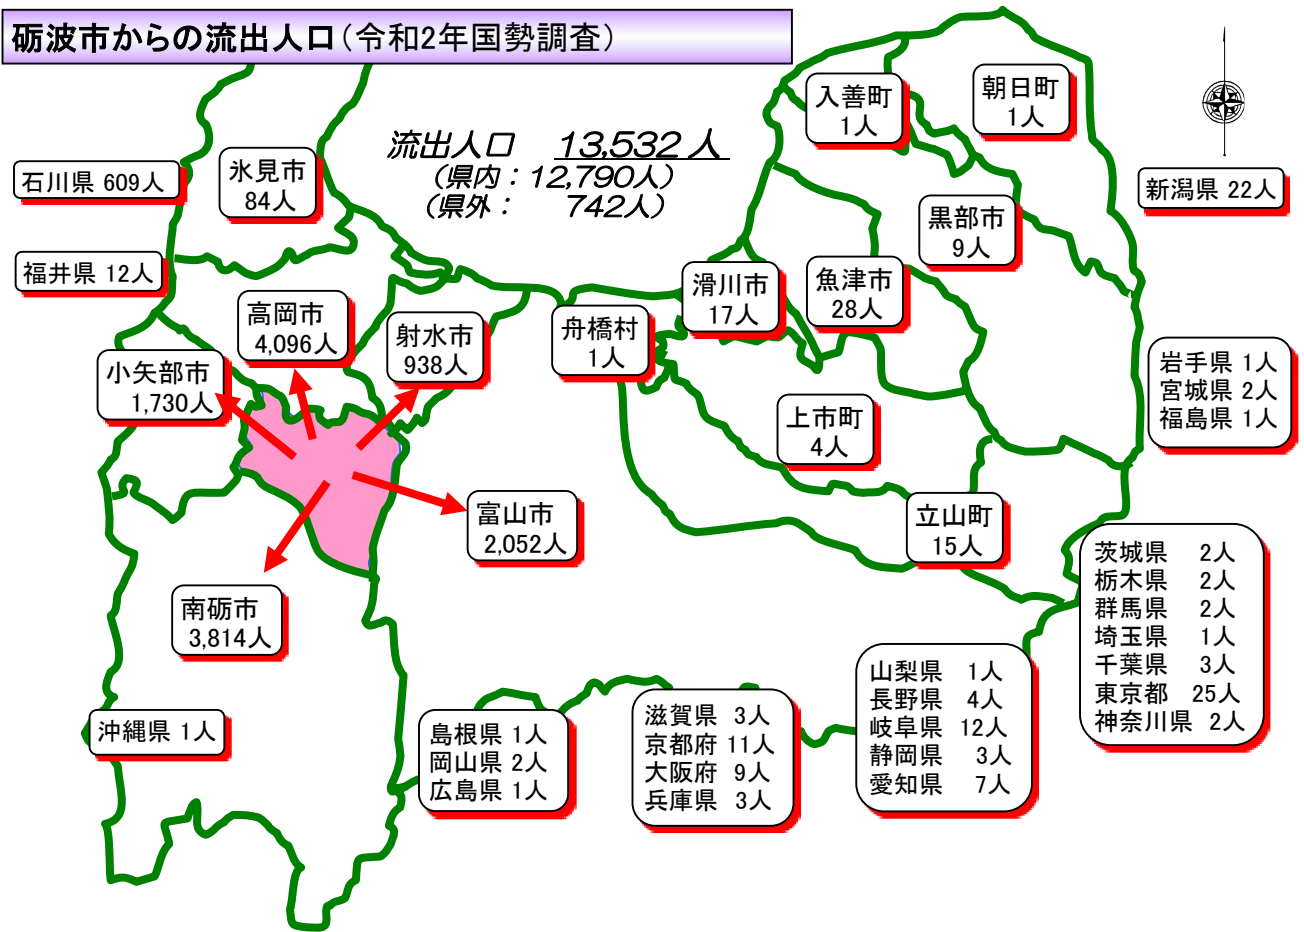 砺波市からの流出人口(令和2年国勢調査)
流出人口 13,532人
(県内:12,790人)
(県外: 742人)
石川県 609人
氷見市
84人
入善町
1人
朝日町
1人
新潟県 22人
福井県 12人
黒部市
9人
高岡市
4,096人
射水市
938人
舟橋村
1人
滑川市
17人
魚津市
28人
小矢部市
1,730人
岩手県 1人
宮城県 2人
福島県 1人
上市町
4人
富山市
2,052人
立山町
15人
茨城県 2人
栃木県 2人
群馬県 2人
埼玉県 1人
千葉県 3人
東京都 25人
神奈川県 2人
南砺市
3,814人
沖縄県 1人
島根県 1人
岡山県 2人
広島県 1人
滋賀県 3人
京都府 11人
大阪府 9人
兵庫県 3人
山梨県 1人
長野県 4人
岐阜県 12人
静岡県 3人
愛知県 7人